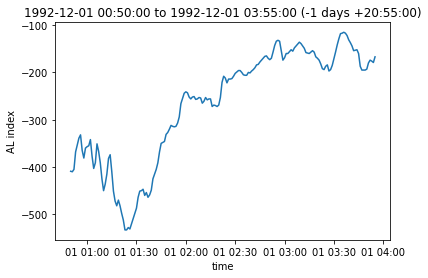 1992-12-01 00:50:00 to 1992-12-01 03:55:00 (-1 days +20:55:00)
−100
−200
−300
−400
−500
AL index
01 01:00 01 01:30 01 02:00 01 02:30 01 03:00 01 03:30 01 04:00
time